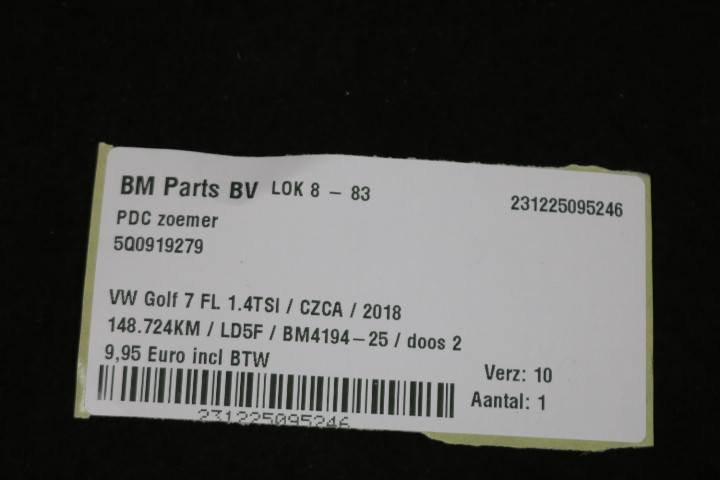 BM Parts BV LOK 8 - 83 231225095246
PDC zoemer
5Q0919279
VW Golf 7 FL 1.4TSI / CZCA / 2018
148.724KM / LD5F / BM4194-25 / doos 2
9,95 Euro incl BTW
Verz: 10
Aantal: 1
231225095246